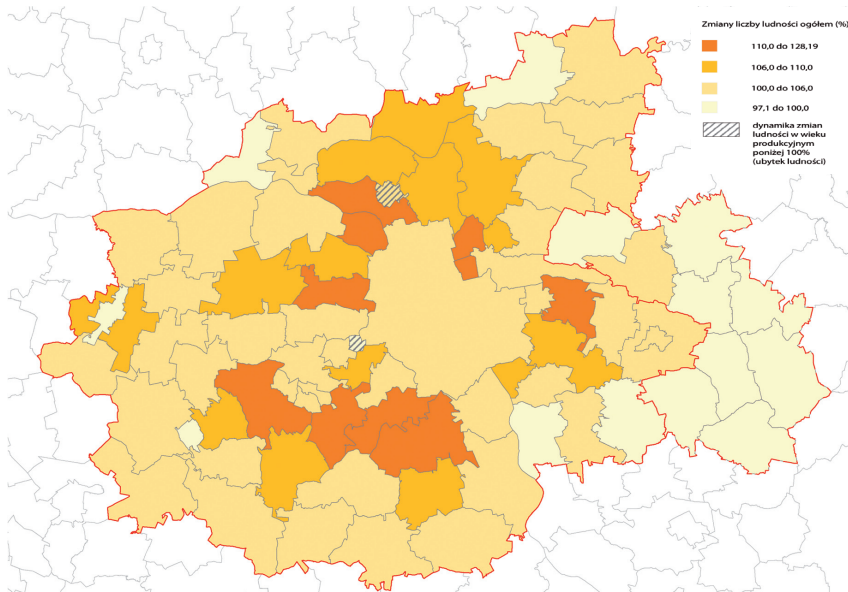 Zmiany liczby ludności ogółem (%)
110,0 do 128,19
106,0 do 110,0
100,0 do 106,0
97,1 do 100,0
dynamika zmian
ludności w wieku
produkcyjnym
poniżej 100%
(ubytek ludności)